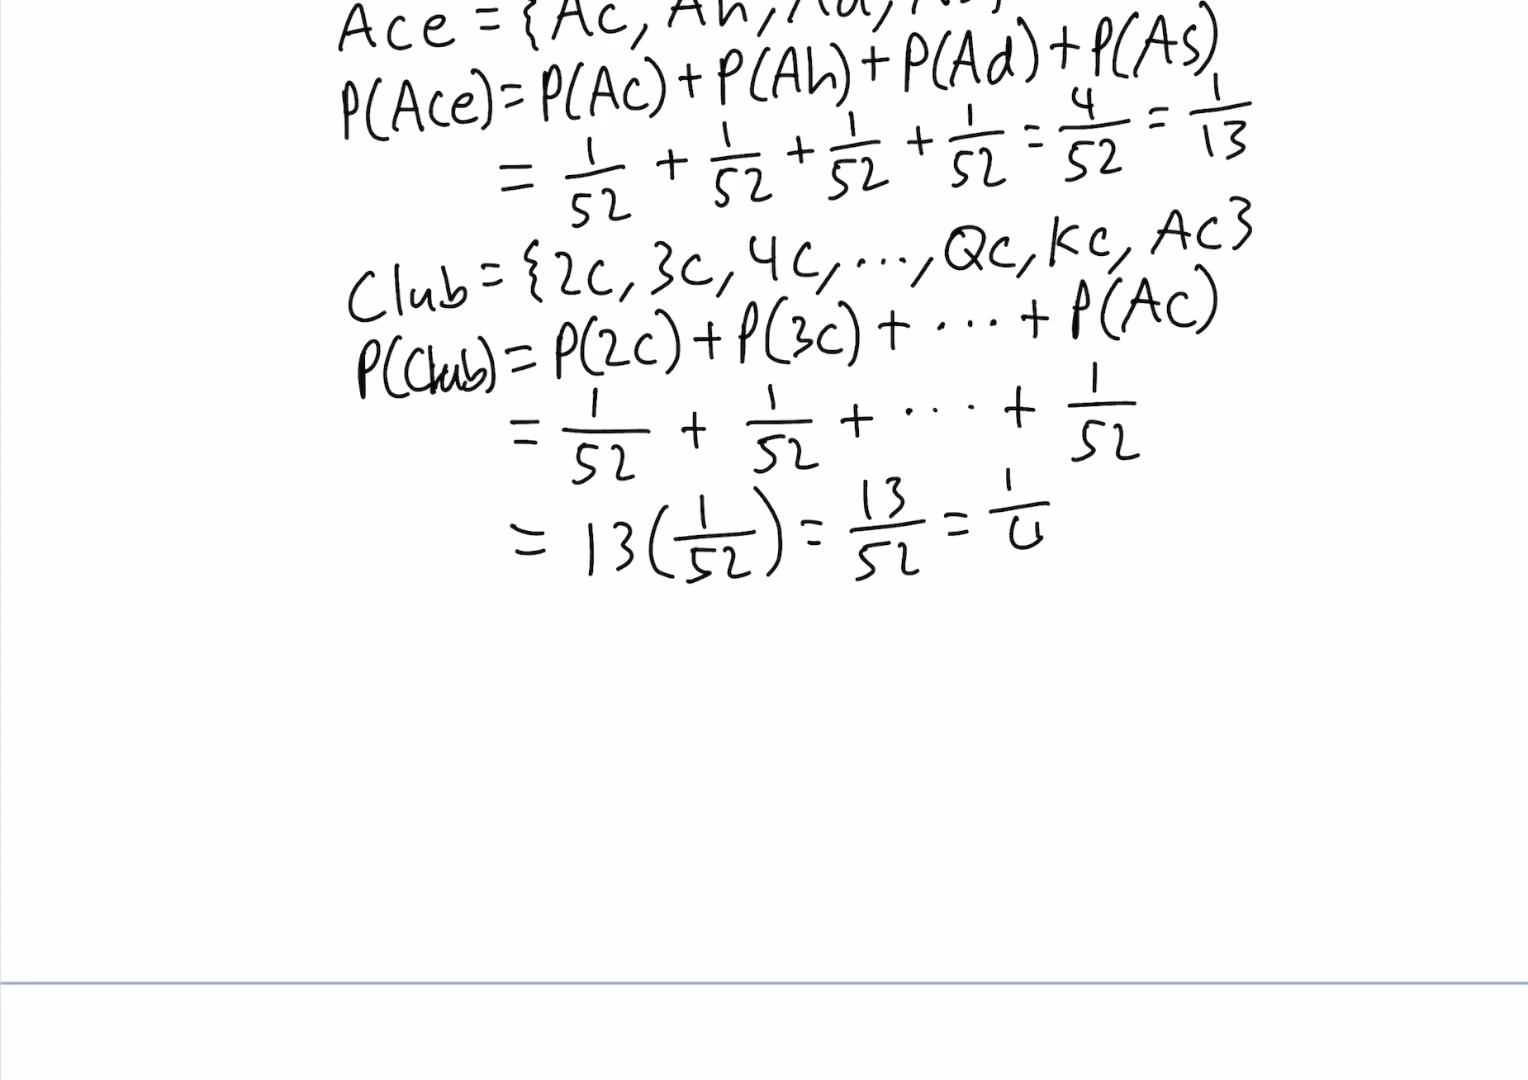 Ace = {Ac, Ah, Ad, As}
P(Ace) = P(Ac) + P(Ah) + P(Ad) + P(As)
= 1/52 + 1/52 + 1/52 + 1/52 = 4/52 = 1/13
Club = {2c, 3c, 4c, ..., Qc, Kc, Ac}
P(Club) = P(2c) + P(3c) + ... + P(Ac)
= 1/52 + 1/52 + ... + 1/52
= 13(1/52) = 13/52 = 1/4